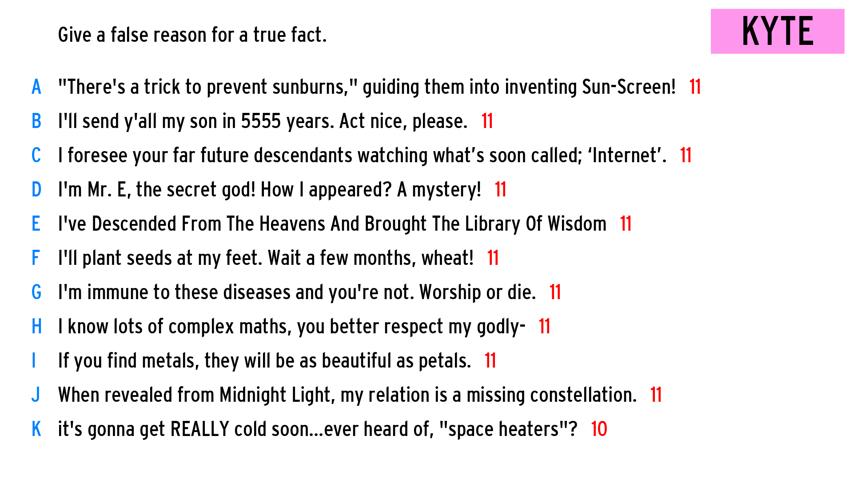 Give a false reason for a true fact.
KYTE
A "There's a trick to prevent sunburns," guiding them into inventing Sun-Screen! 11
B I'll send y'all my son in 5555 years. Act nice, please. 11
C I foresee your far future descendants watching what’s soon called; ‘Internet’. 11
D I'm Mr. E, the secret god! How I appeared? A mystery! 11
E I've Descended From The Heavens And Brought The Library Of Wisdom 11
F I'll plant seeds at my feet. Wait a few months, wheat! 11
G I'm immune to these diseases and you're not. Worship or die. 11
H I know lots of complex maths, you better respect my godly- 11
I If you find metals, they will be as beautiful as petals. 11
J When revealed from Midnight Light, my relation is a missing constellation. 11
K it's gonna get REALLY cold soon...ever heard of, "space heaters"? 10